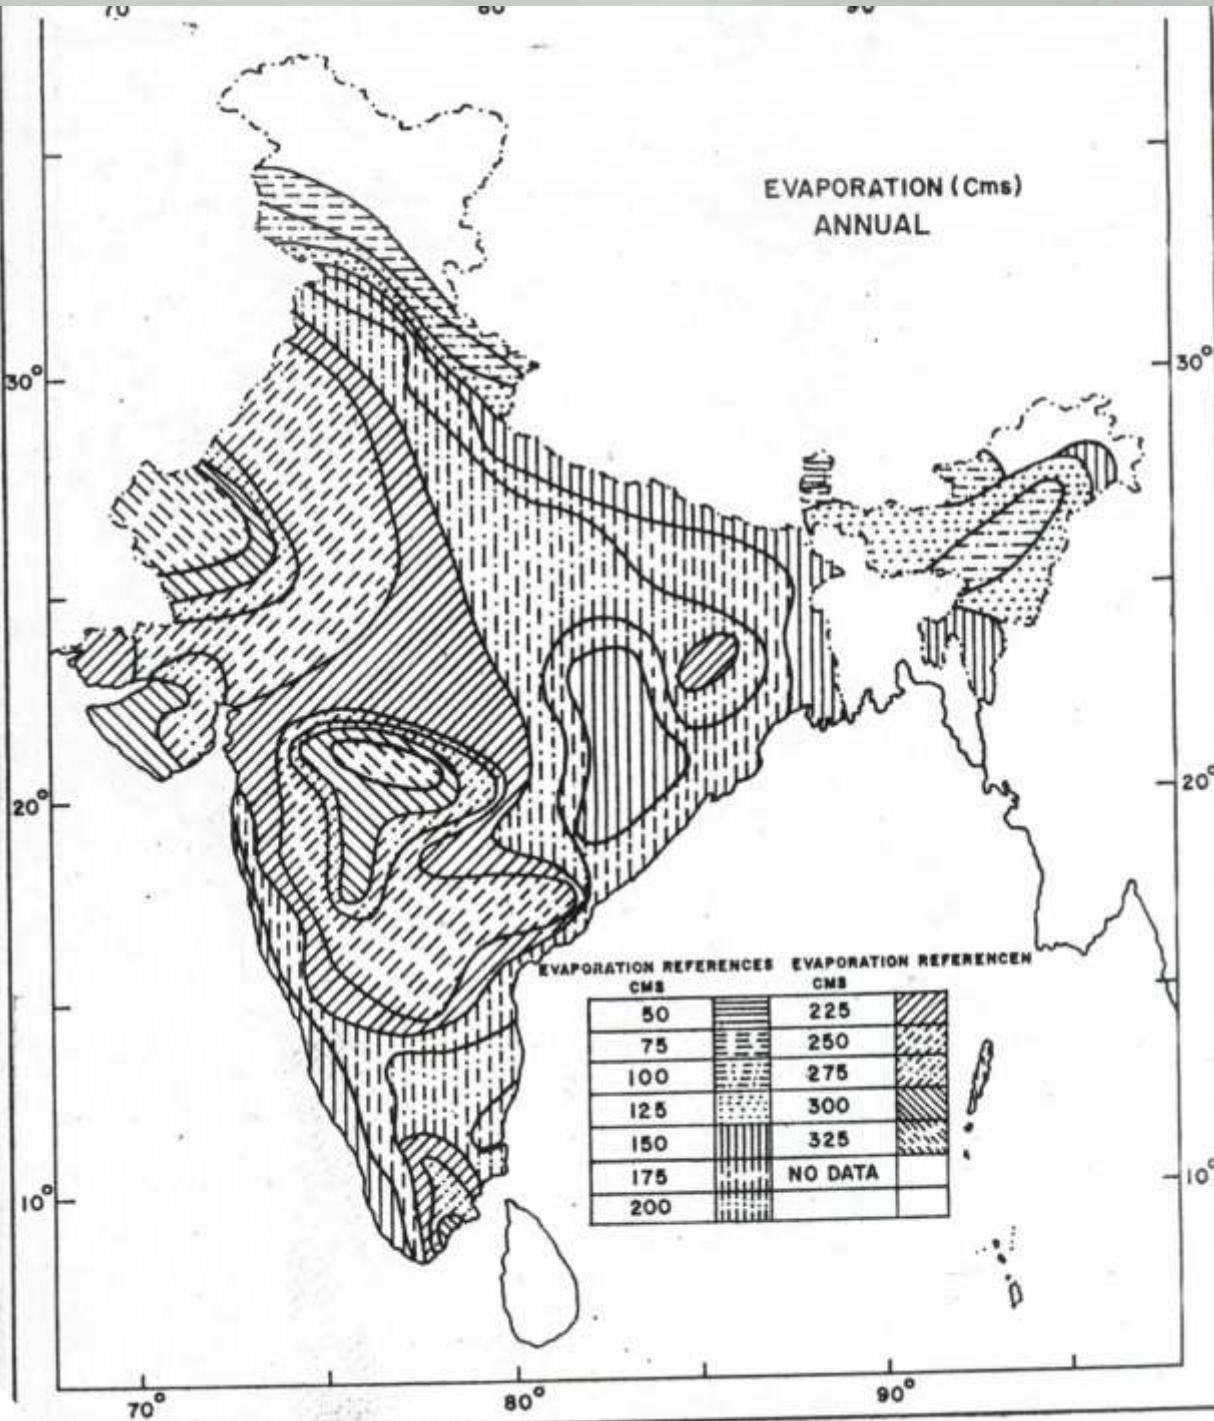 70 80 90
EVAPORATION (Cms)
ANNUAL
30° 30°
20° 20°
EVAPORATION REFERENCES EVAPORATION REFERENCEN
CMS CMS
50 225
75 250
100 275
125 300
150 325
175 NO DATA
200
10° 10°
70° 80° 90°